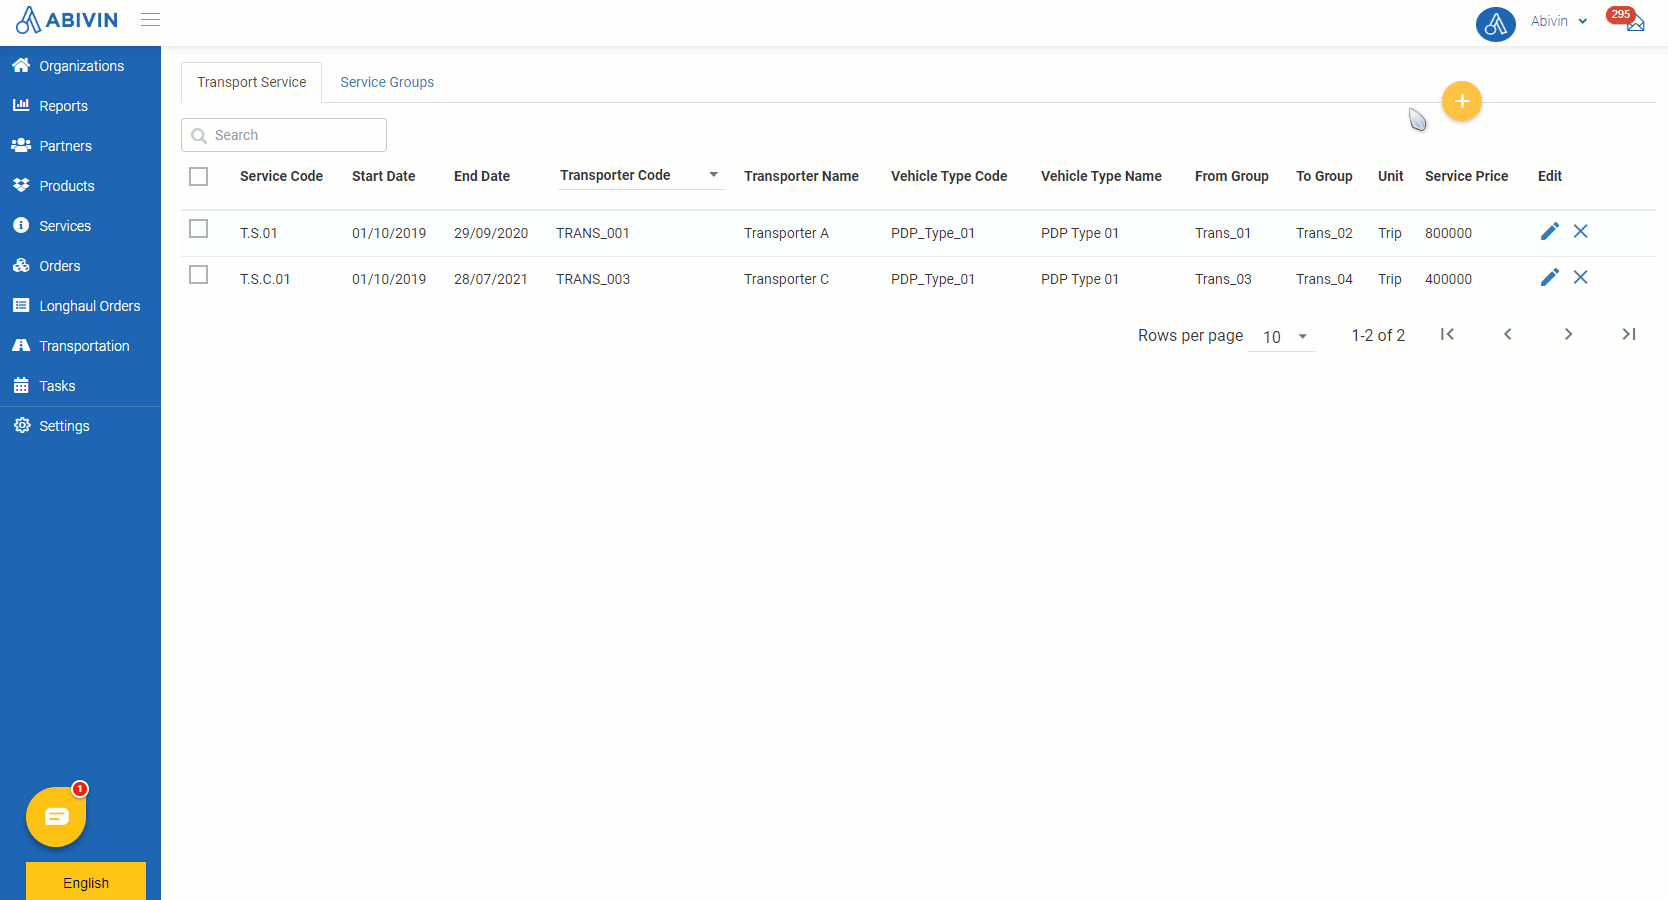 ABIVIN
Abivin
295
Organizations
Reports
Partners
Products
Services
Orders
Longhaul Orders
Transportation
Tasks
Settings
1
English
Transport Service
Service Groups
+
Search
Service Code Start Date End Date Transporter Code Transporter Name Vehicle Type Code Vehicle Type Name From Group To Group Unit Service Price Edit
T.S.01 01/10/2019 29/09/2020 TRANS_001 Transporter A PDP_Type_01 PDP Type 01 Trans_01 Trans_02 Trip 800000
T.S.C.01 01/10/2019 28/07/2021 TRANS_003 Transporter C PDP_Type_01 PDP Type 01 Trans_03 Trans_04 Trip 400000
Rows per page 10 1-2 of 2